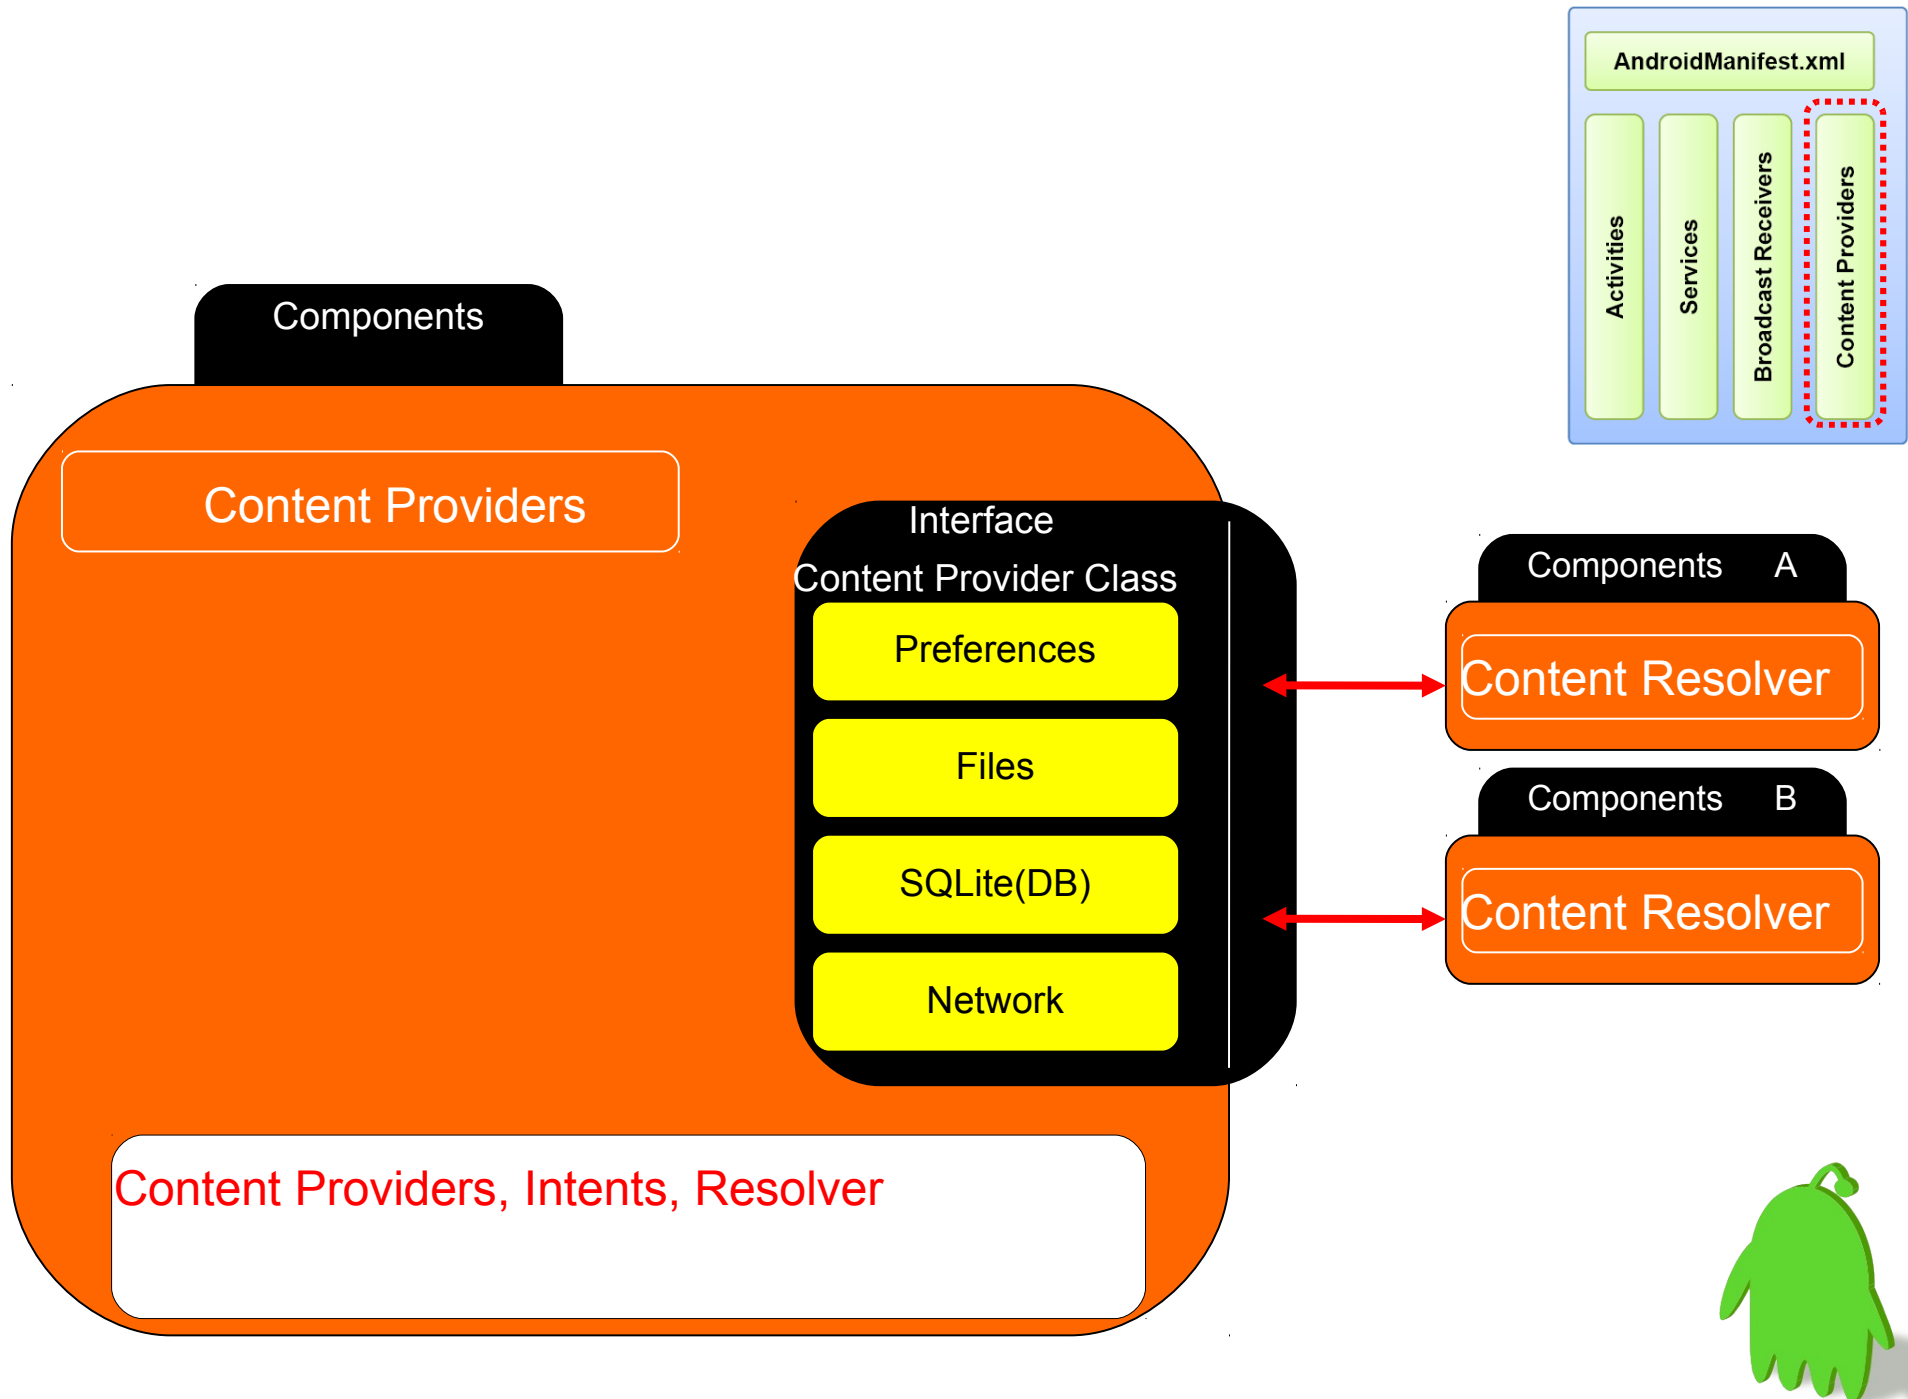 AndroidManifest.xml
Activities
Services
Broadcast Receivers
Content Providers
Components
Content Providers
Interface
Content Provider Class
Preferences
Files
SQLite(DB)
Network
Components A
Content Resolver
Components B
Content Resolver
Content Providers, Intents, Resolver